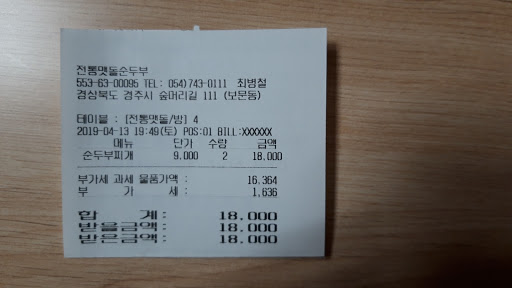 전통맷돌순두부
553-63-00095 TEL: 054)743-0111 최병철
경상북도 경주시 숲머리길 111 (보문동)
테이블 : [전통맷돌/방] 4
2019-04-13 19:49(토) POS:01 BILL:XXXXXX
메뉴 단가 수량 금액
순두부찌개 9,000 2 18,000
부가세 과세 물품가액 : 16,364
부 가 세 : 1,636
합 계 : 18,000
받을금액 : 18,000
받은금액 : 18,000